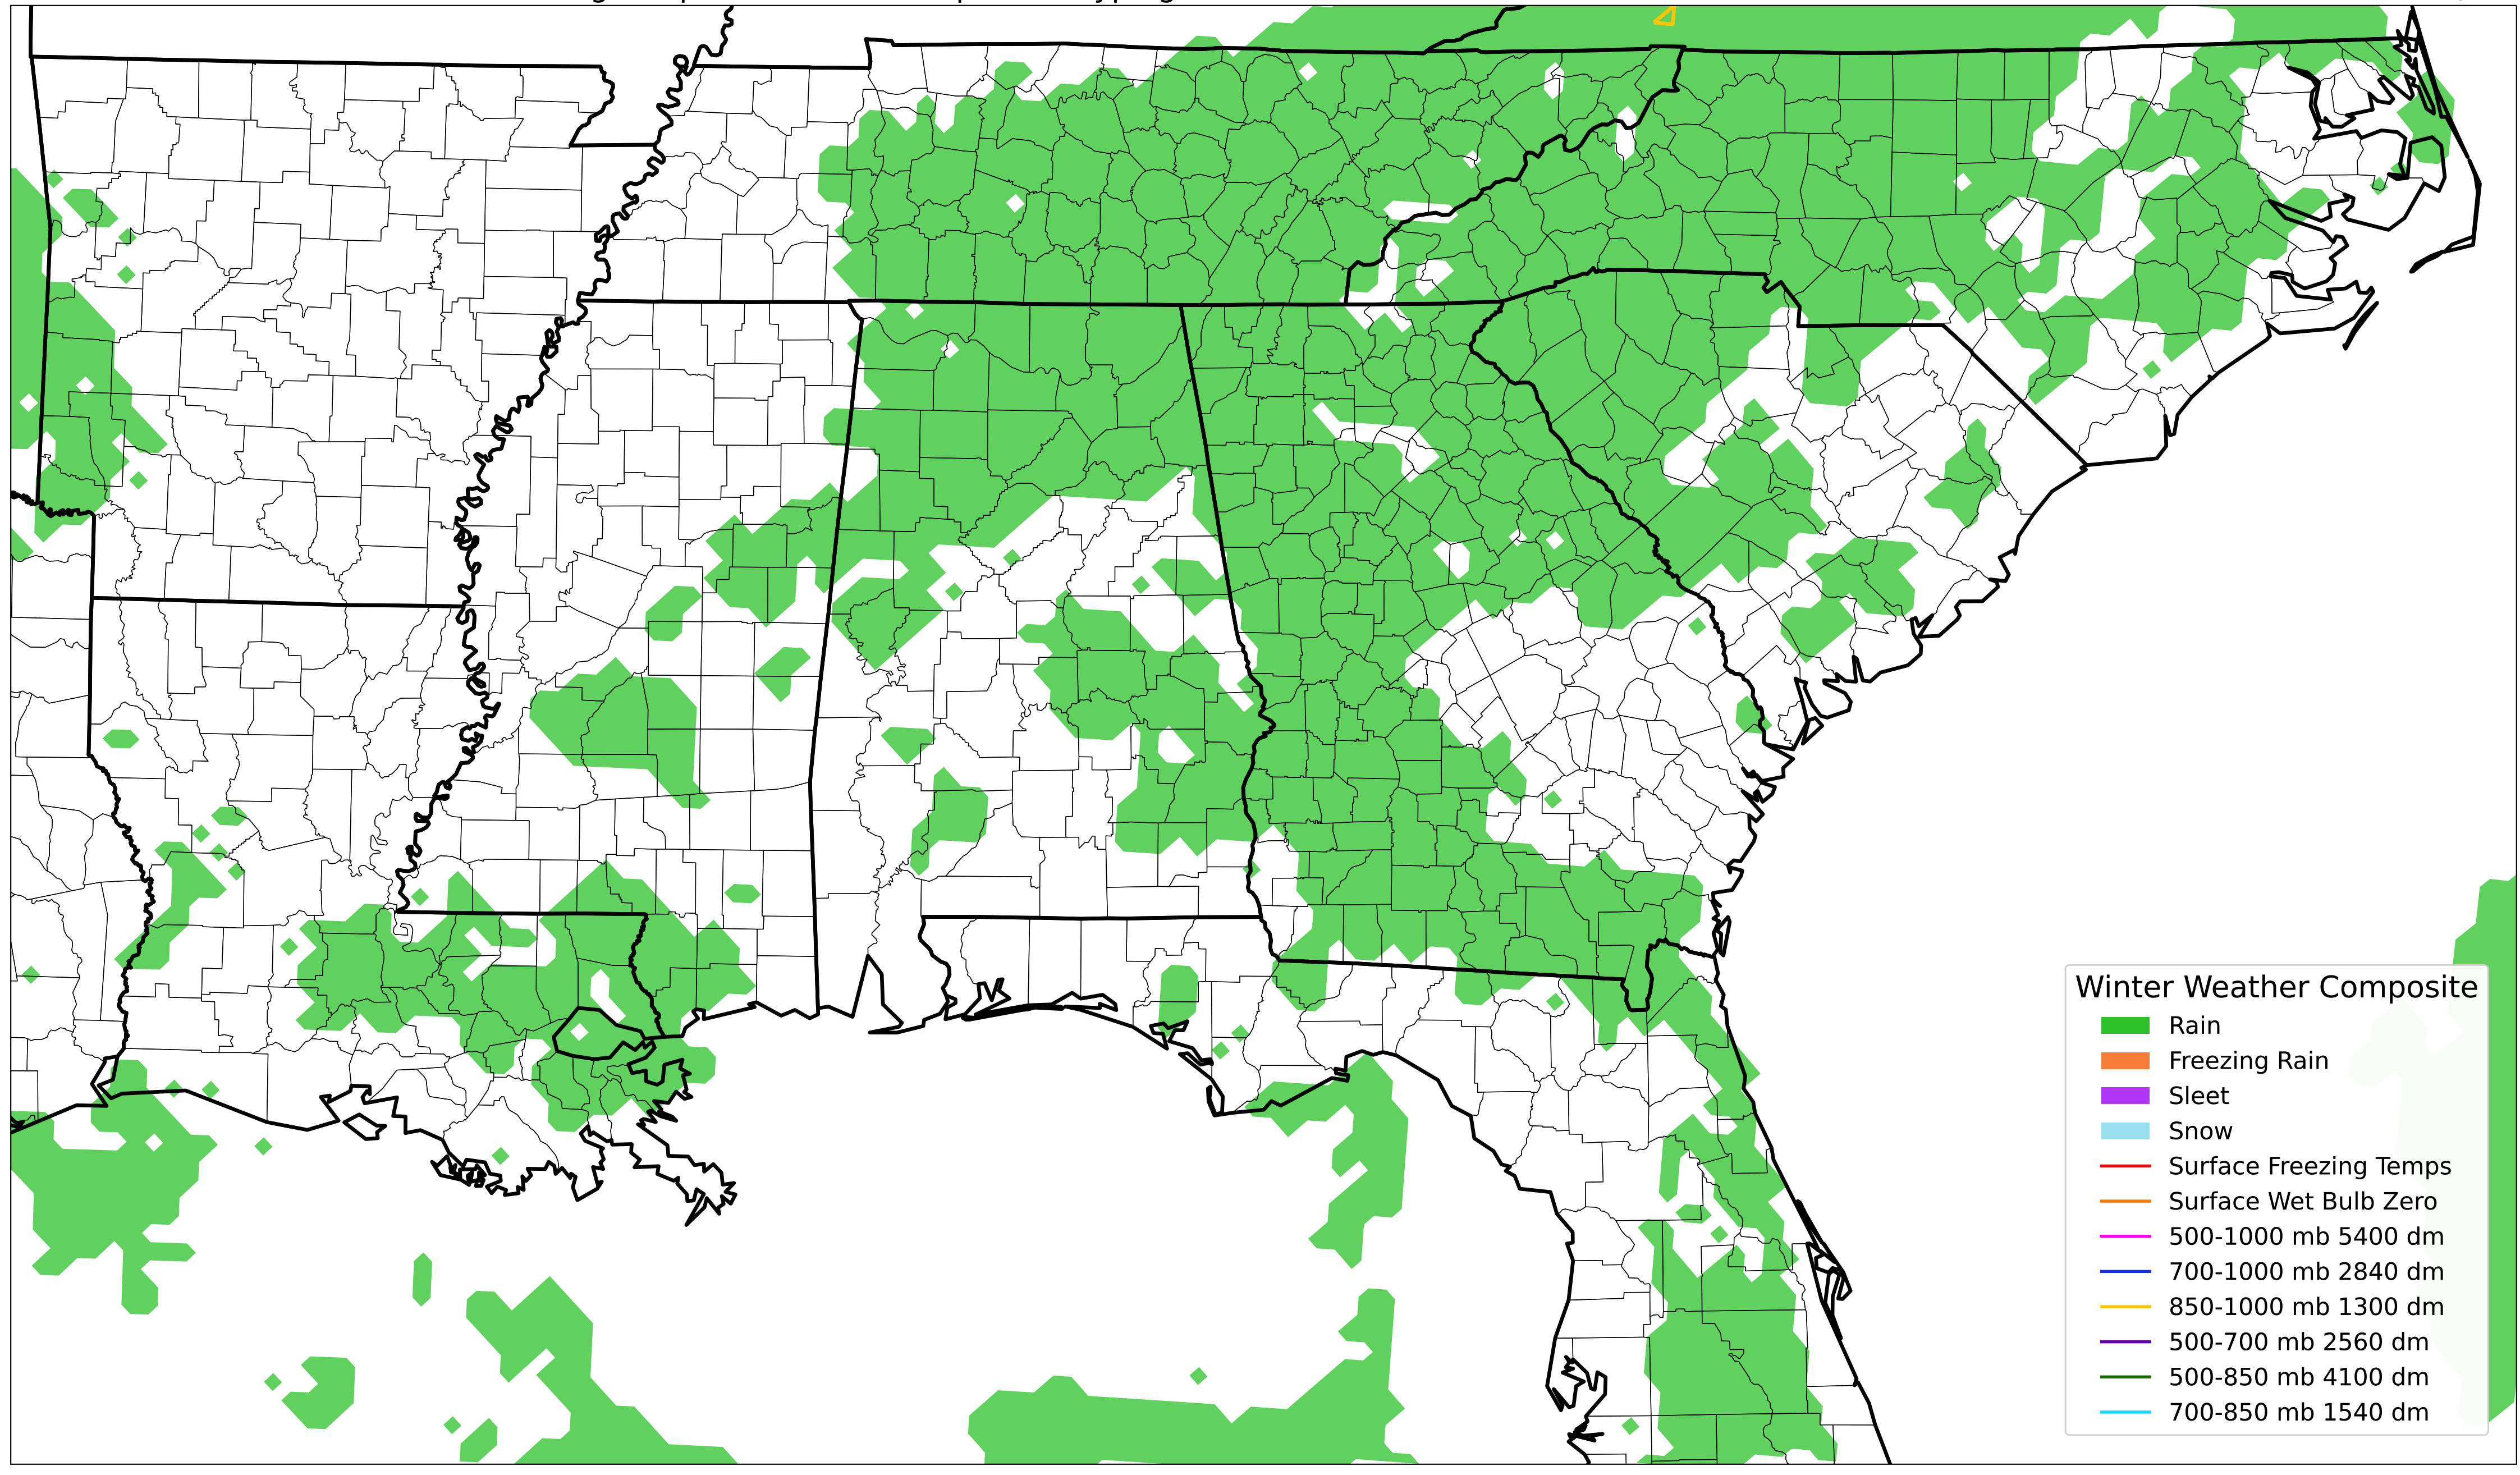 Winter Weather Composite
Rain
Freezing Rain
Sleet
Snow
Surface Freezing Temps
Surface Wet Bulb Zero
500-1000 mb 5400 dm
700-1000 mb 2840 dm
850-1000 mb 1300 dm
500-700 mb 2560 dm
500-850 mb 4100 dm
700-850 mb 1540 dm